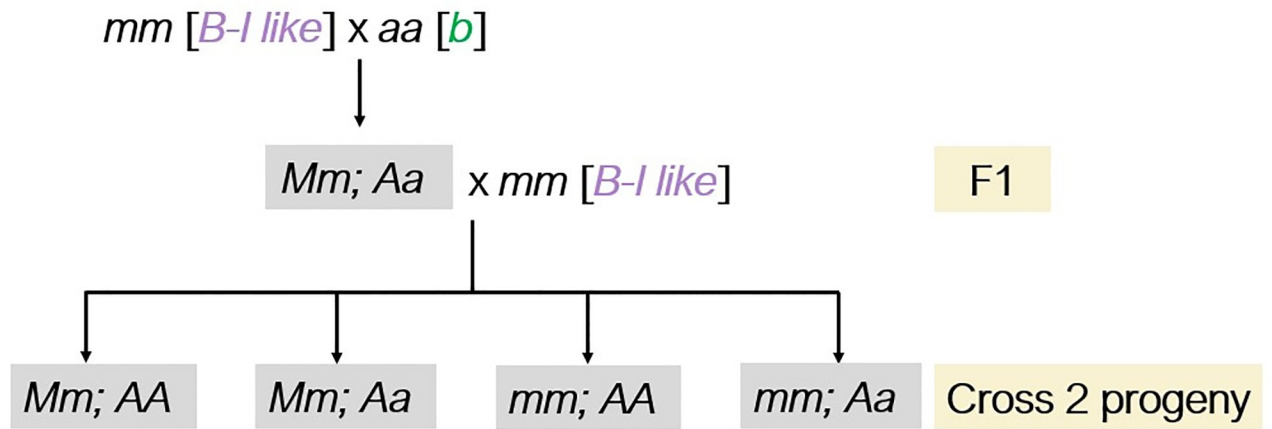 mm [B-I like] x aa [b]
Mm; Aa x mm [B-I like]
F1
Mm; AA
Mm; Aa
mm; AA
mm; Aa
Cross 2 progeny